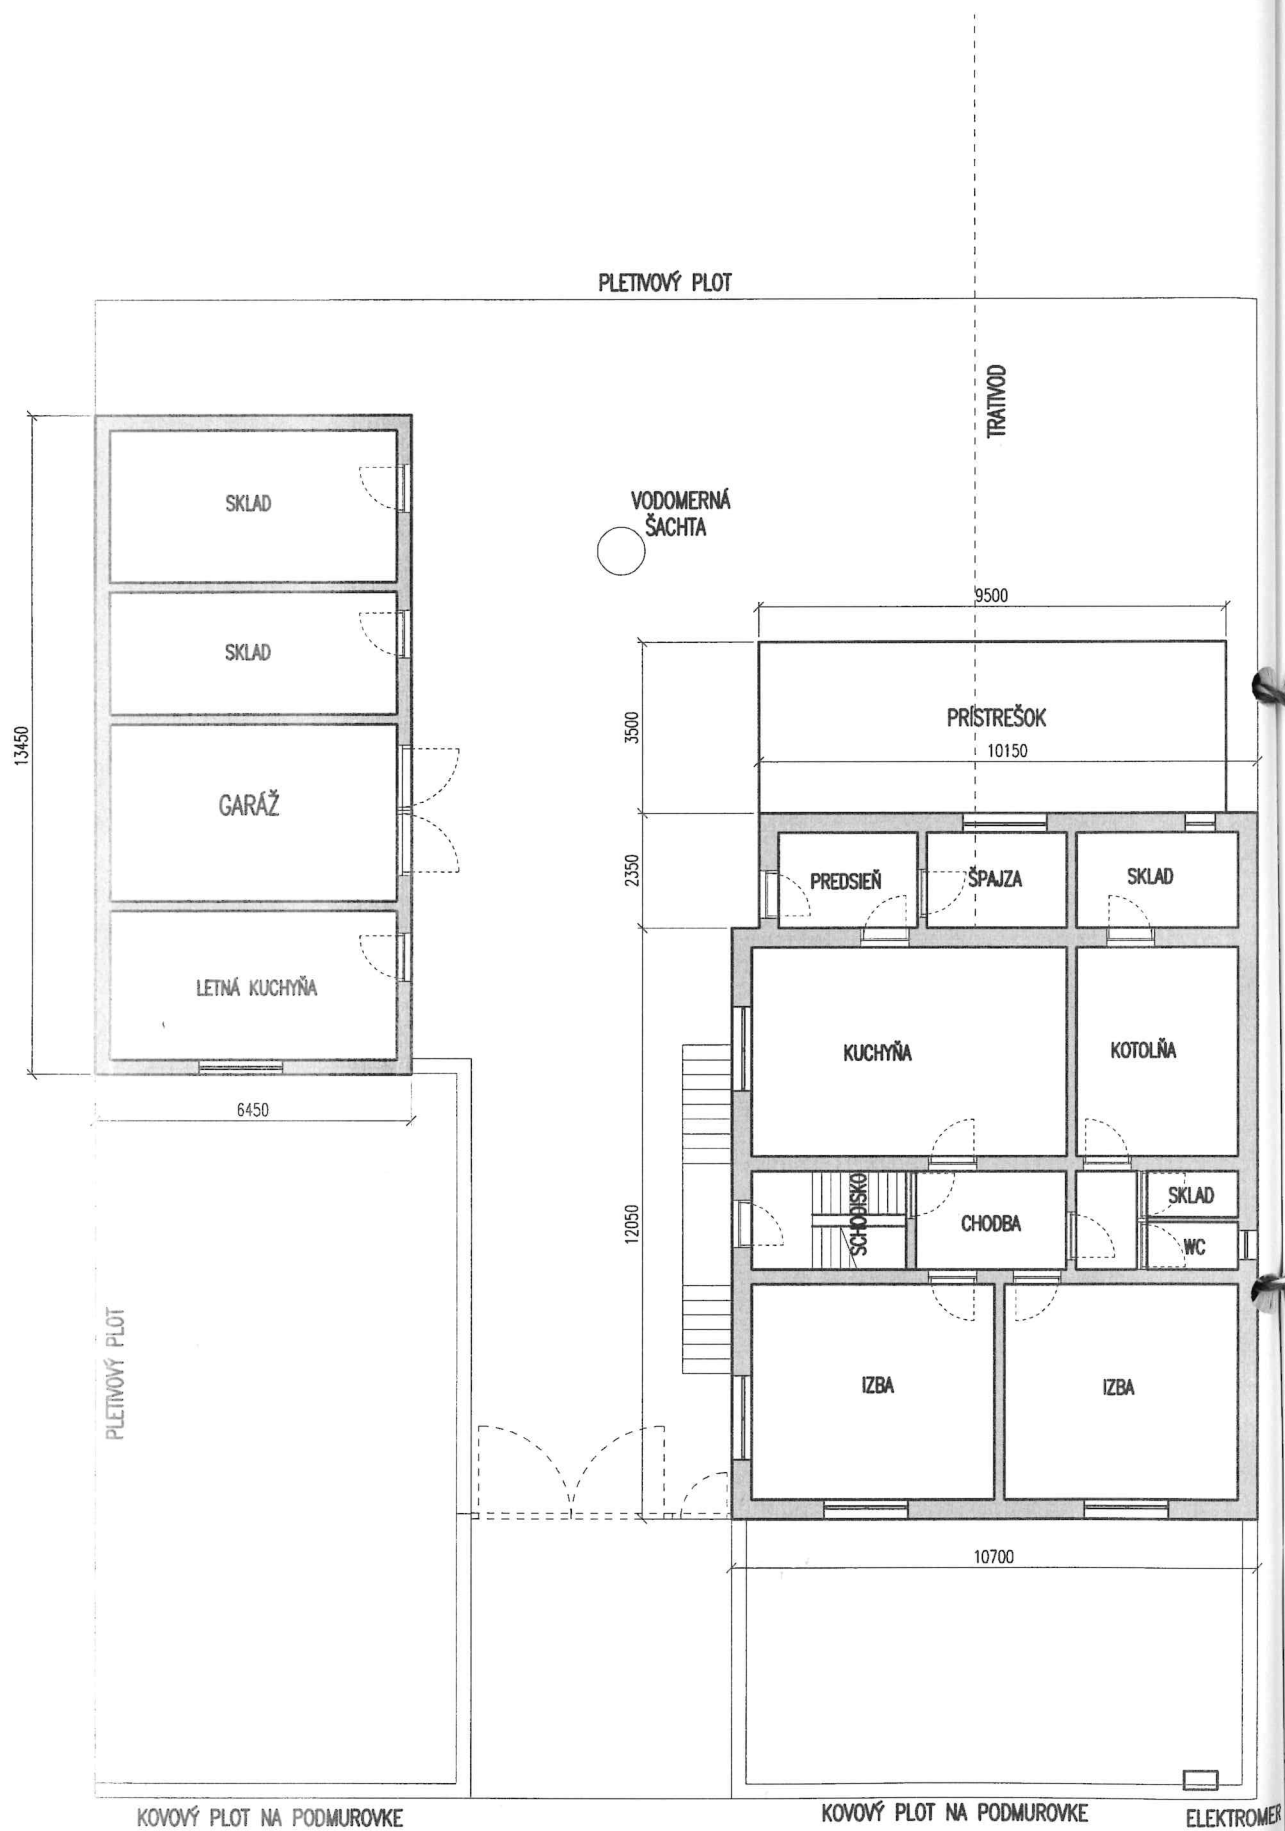 PLETIVOVÝ PLOT
TRATIVOD
SKLAD
VODOMERNÁ
ŠACHTA
9500
SKLAD
3500
PRÍSTREŠOK
13450
10150
GARÁŽ
2350
PREDSIEŇ
ŠPAJZA
SKLAD
LETNÁ KUCHYŇA
KUCHYŇA
KOTOLŇA
6450
SCHODISKO
SKLAD
12050
CHODBA
WC
PLETIVOVÝ PLOT
IZBA
IZBA
10700
KOVOVÝ PLOT NA PODMUROVKE
KOVOVÝ PLOT NA PODMUROVKE
ELEKTROMER